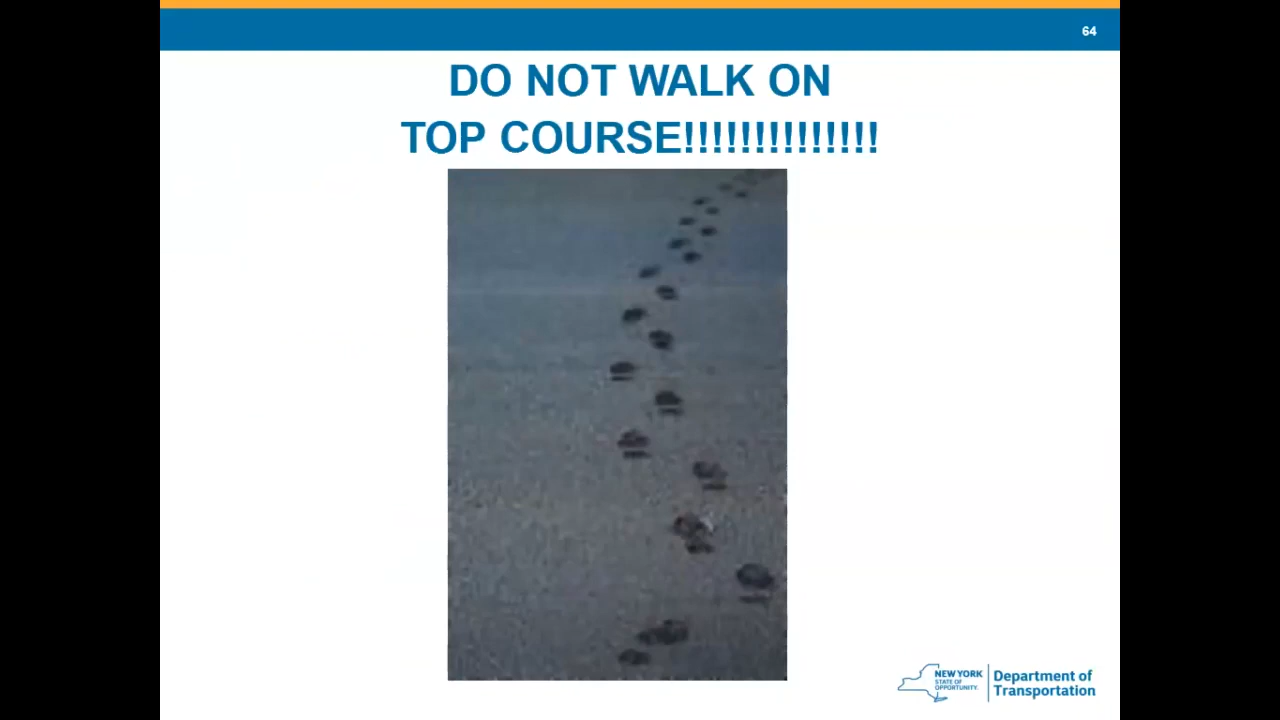 64
DO NOT WALK ON
TOP COURSE!!!!!!!!!!!!!!
NEW YORK
STATE OF
OPPORTUNITY.
Department of
Transportation